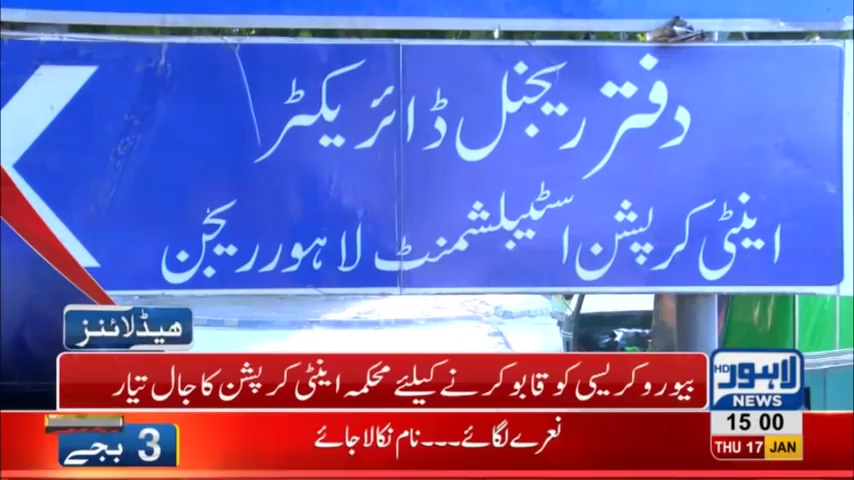 دفتر ریجنل ڈائریکٹر
اینٹی کرپشن اسٹیبلشمنٹ لاہور ریجن
ھیڈلائنز
بیوروکریسی کو قابو کرنے کیلئے محکمہ اینٹی کرپشن کا جال تیار
لاہور HD
NEWS
15 00
THU 17 JAN
3 بجے
نعرے لگائے۔۔۔نام نکالا جائے